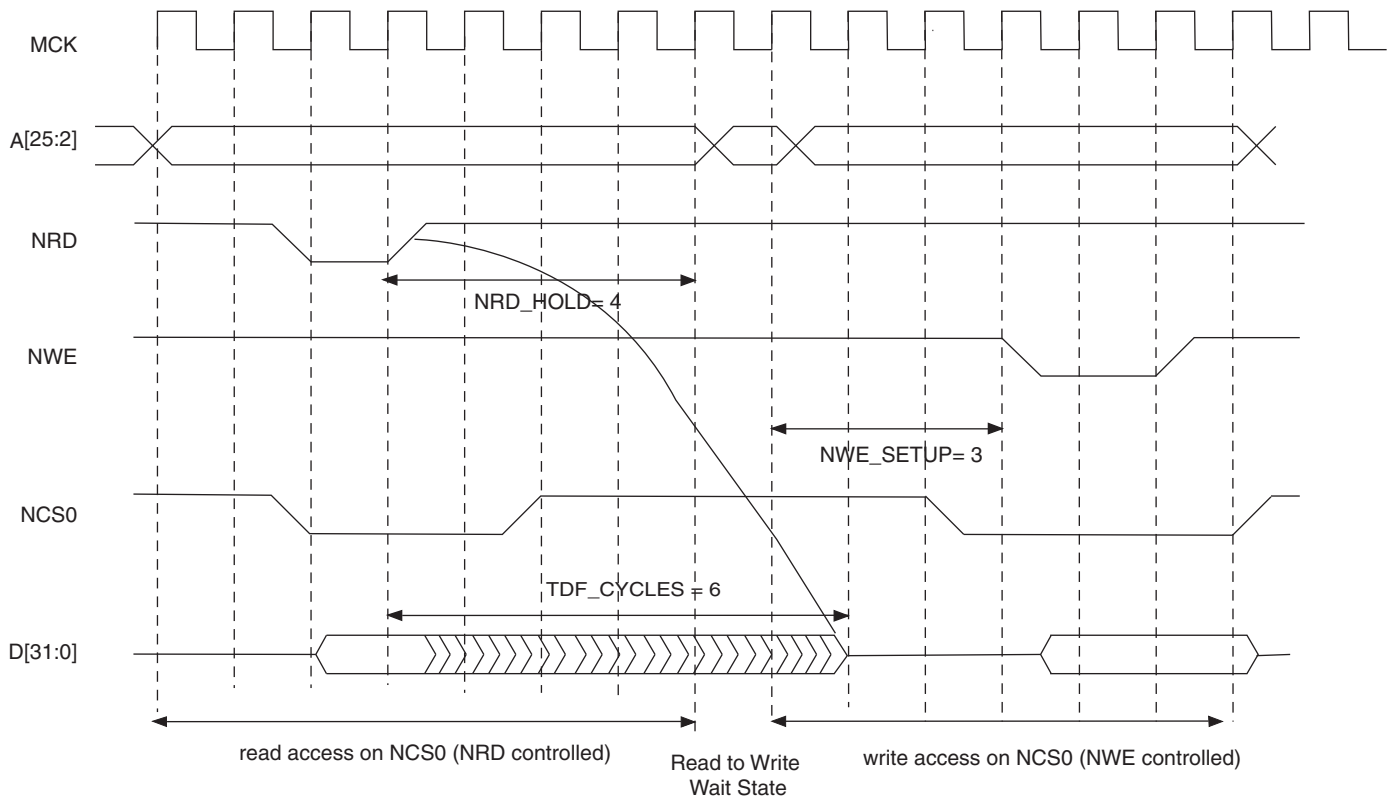 MCK
A[25:2]
NRD
NRD_HOLD= 4
NWE
NWE_SETUP= 3
NCS0
TDF_CYCLES = 6
D[31:0]
read access on NCS0 (NRD controlled)
Read to Write
Wait State
write access on NCS0 (NWE controlled)